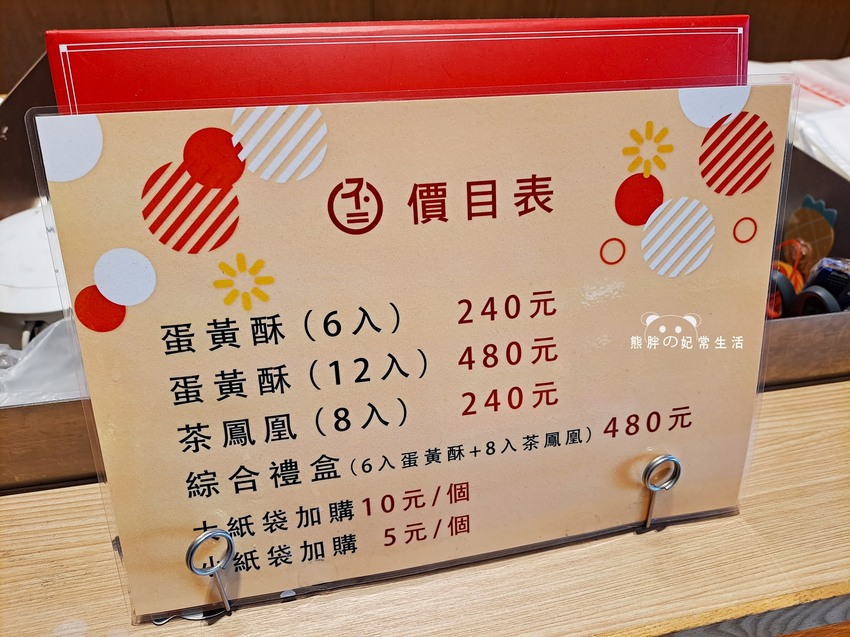 價目表
蛋黃酥（6入） 240元
蛋黃酥（12入） 480元
茶鳳凰（8入） 240元
綜合禮盒（6入蛋黃酥+8入茶鳳凰） 480元
紙袋加購 10元/個
小紙袋加購 5元/個
熊胖の妃常生活